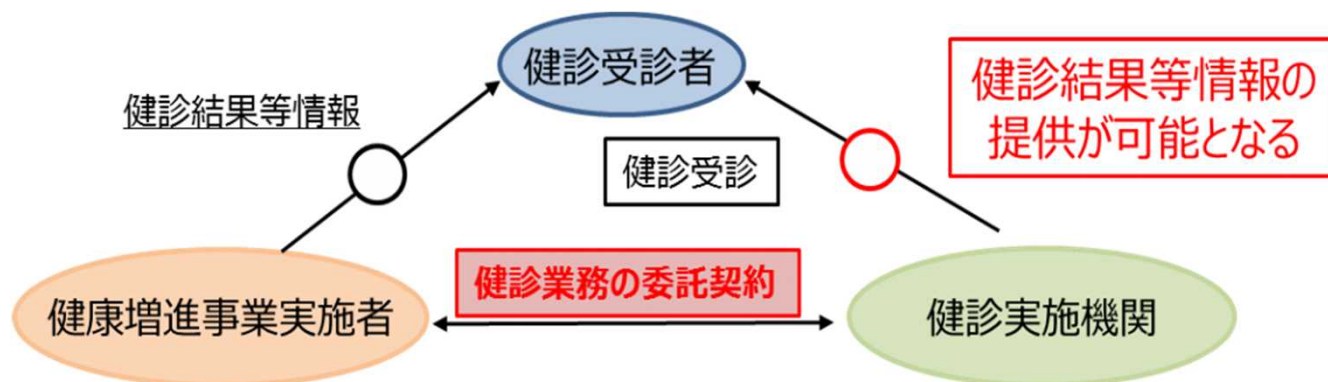 健診受診者
健診結果等情報の
提供が可能となる
健診結果等情報
健診受診
健診業務の委託契約
健康増進事業実施者
健診実施機関